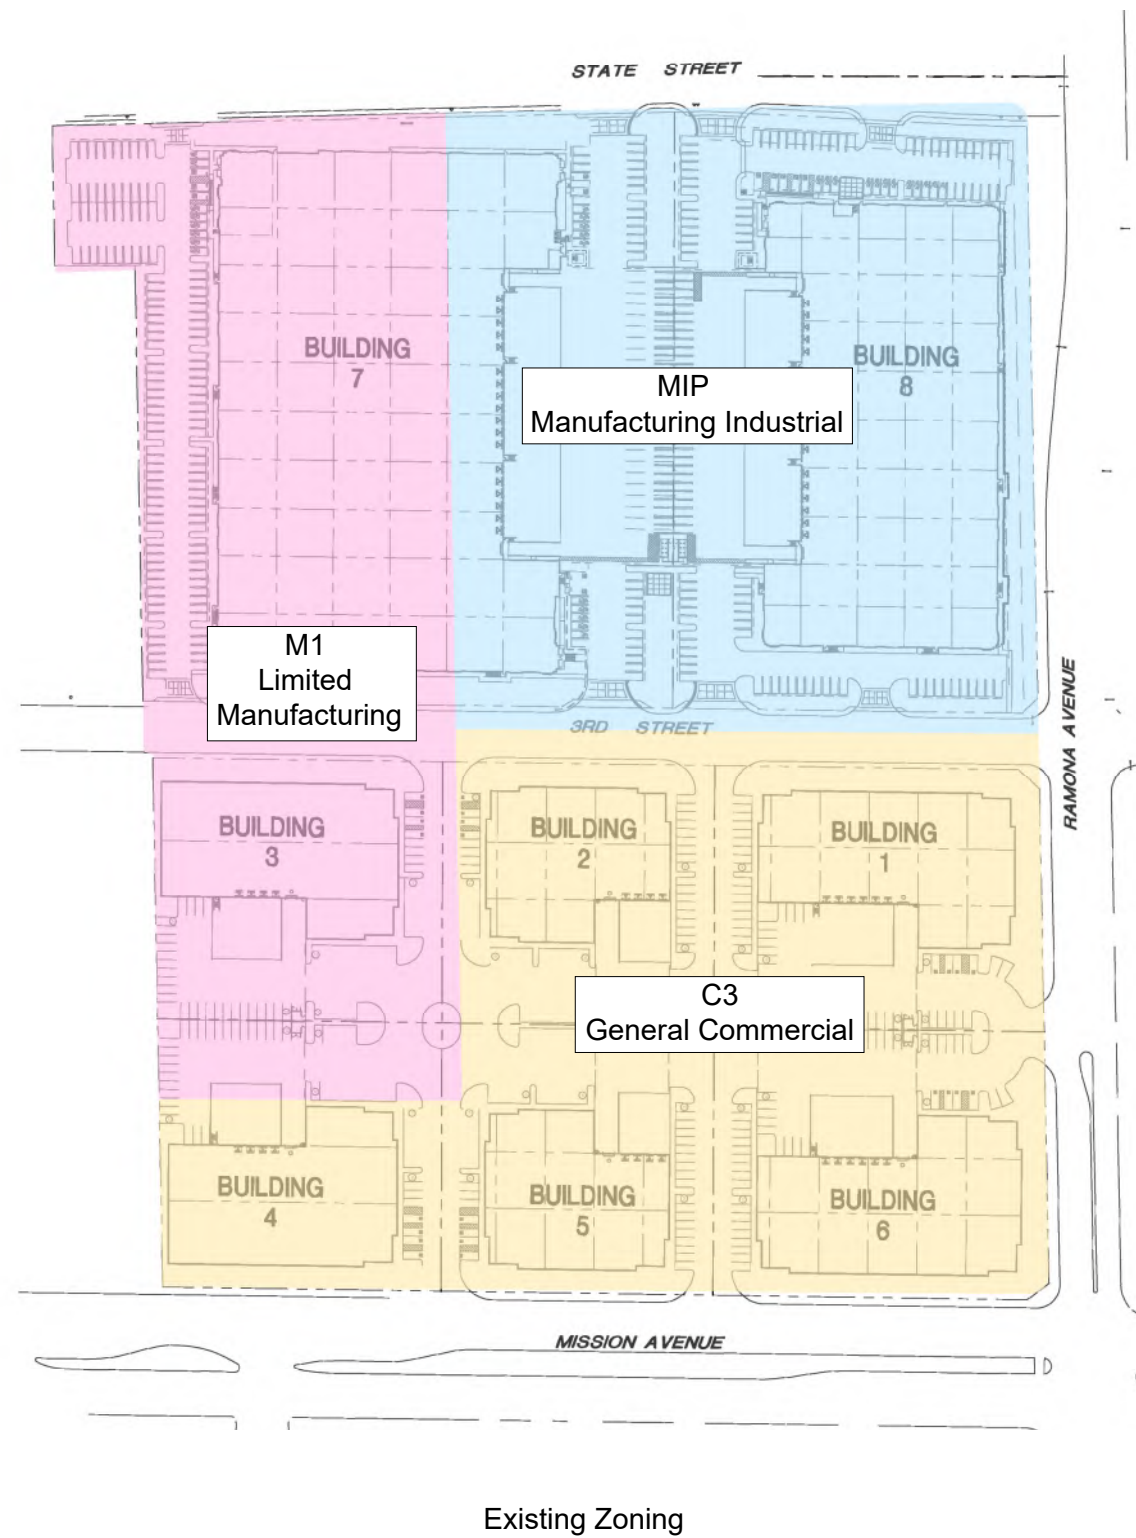 STATE STREET
BUILDING
7
BUILDING
8
MIP
Manufacturing Industrial
M1
Limited
Manufacturing
3RD STREET
RAMONA AVENUE
BUILDING
3
BUILDING
2
BUILDING
1
C3
General Commercial
BUILDING
4
BUILDING
5
BUILDING
6
MISSION AVENUE
Existing Zoning